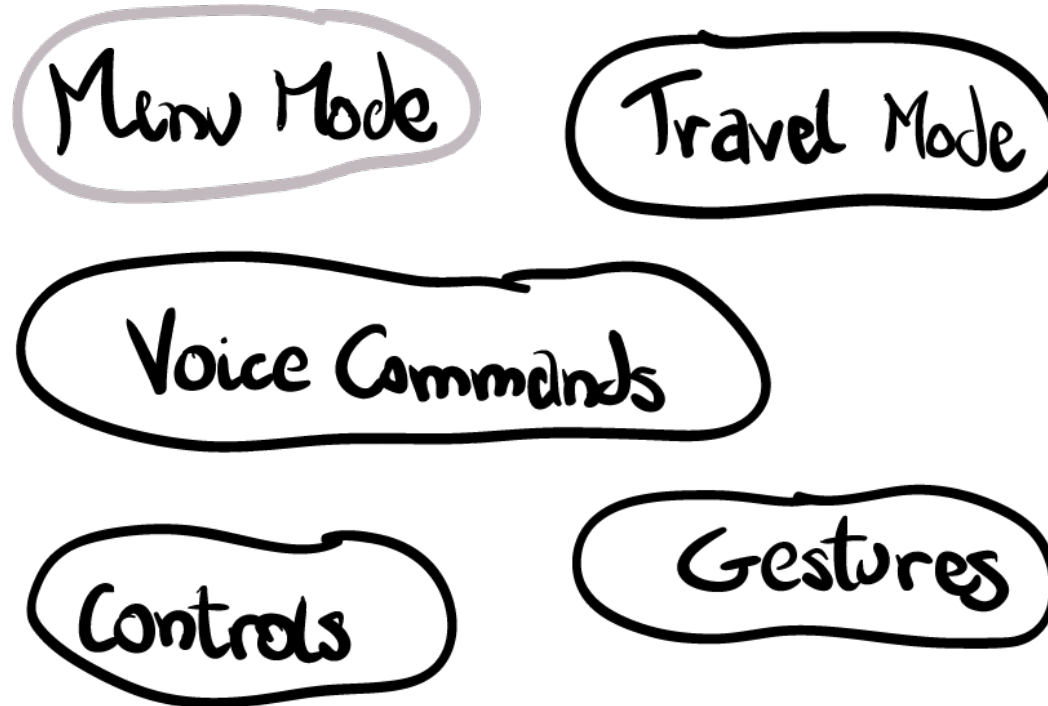 Menu Mode
Travel Mode
Voice Commands
Controls
Gestures